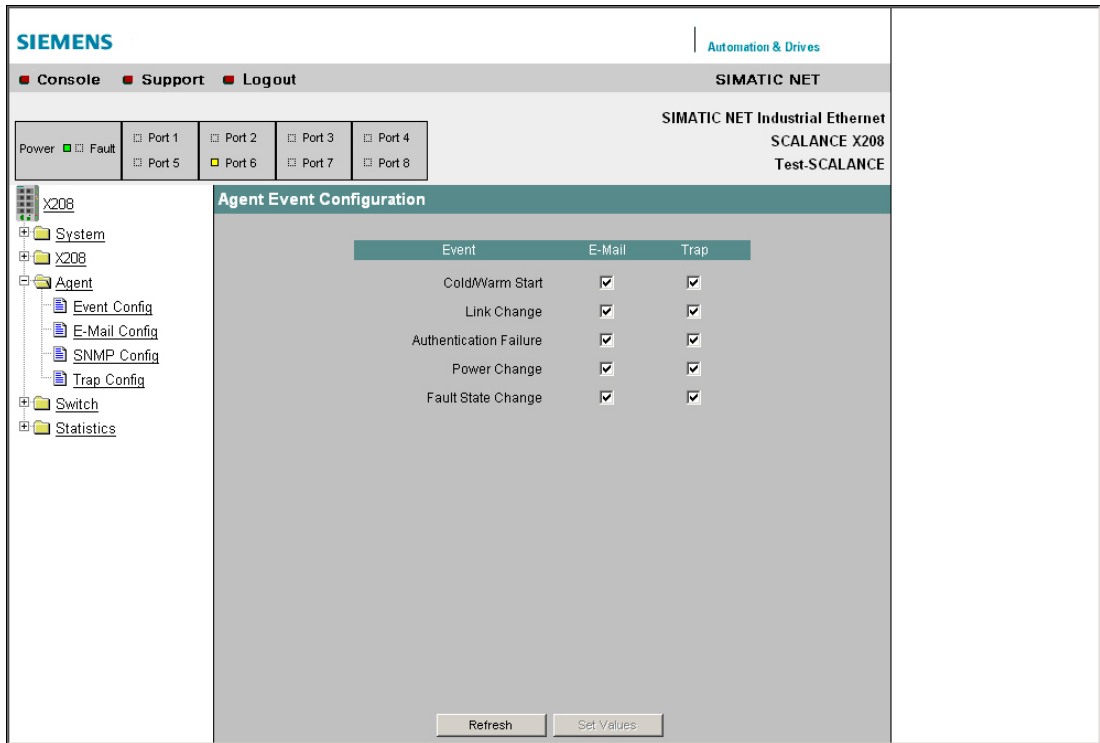 SIEMENS
Automation & Drives
Console Support Logout SIMATIC NET
SIMATIC NET Industrial Ethernet
SCALANCE X208
Test-SCALANCE
Power Fault
Port 1 Port 2 Port 3 Port 4
Port 5 Port 6 Port 7 Port 8
X208
System
X208
Agent
Event Config
E-Mail Config
SNMP Config
Trap Config
Switch
Statistics
Agent Event Configuration
Event E-Mail Trap
Cold/Warm Start
Link Change
Authentication Failure
Power Change
Fault State Change
Refresh Set Values